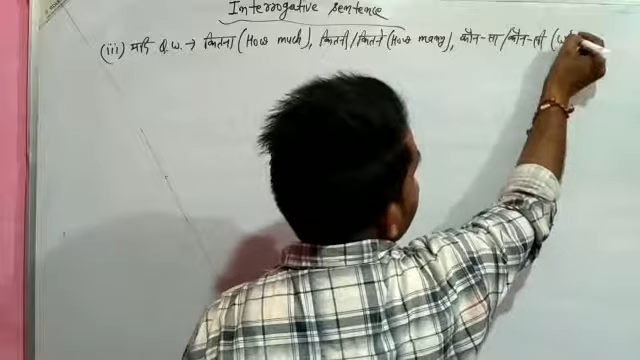 Interrogative sentence
(iii) यदि Q.W. → कितना (How much), कितनी/कितने (How many), कौन-सा/कौन-सी (W